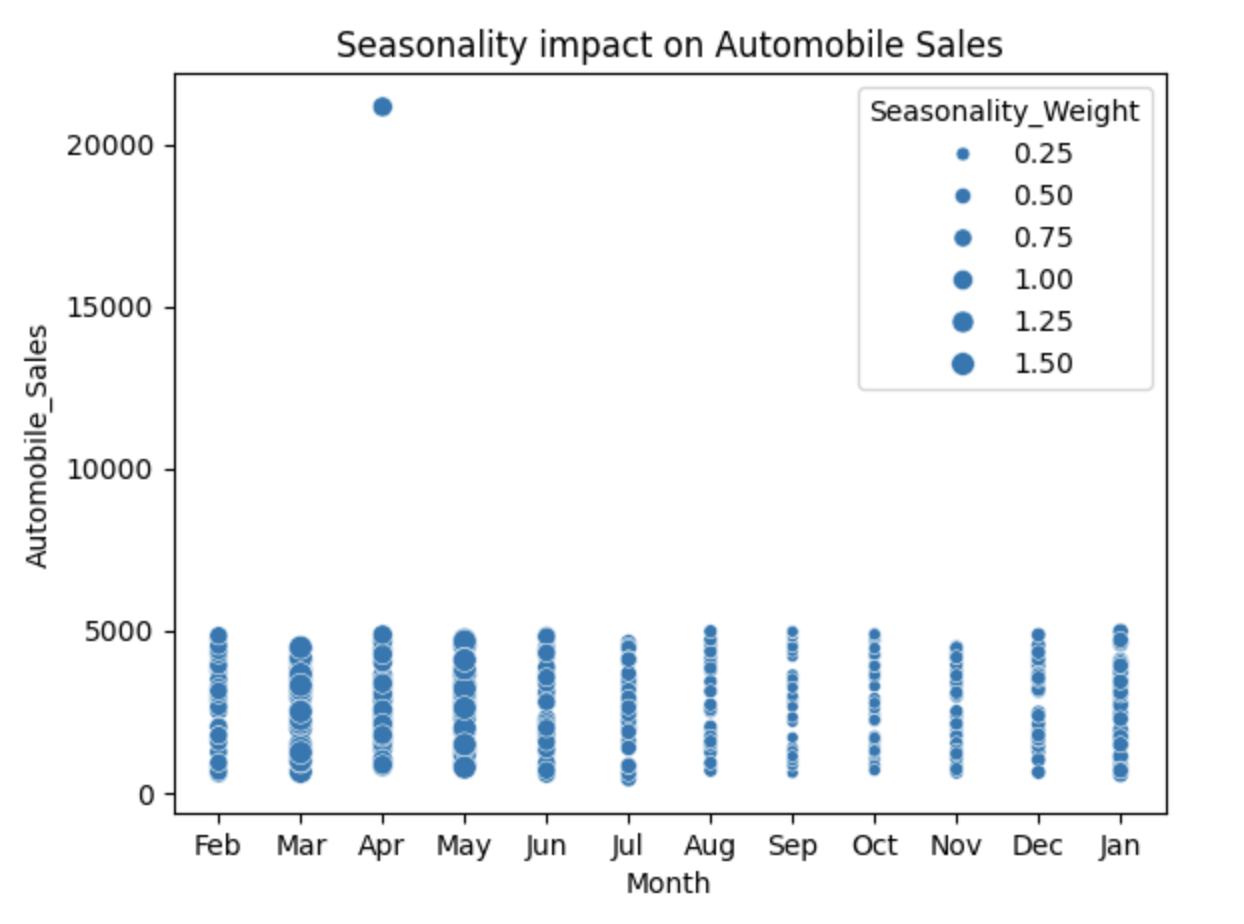 Seasonality impact on Automobile Sales
Automobile_Sales
20000
15000
10000
5000
0
Seasonality_Weight
0.25
0.50
0.75
1.00
1.25
1.50
Feb Mar Apr May Jun Jul Aug Sep Oct Nov Dec Jan
Month